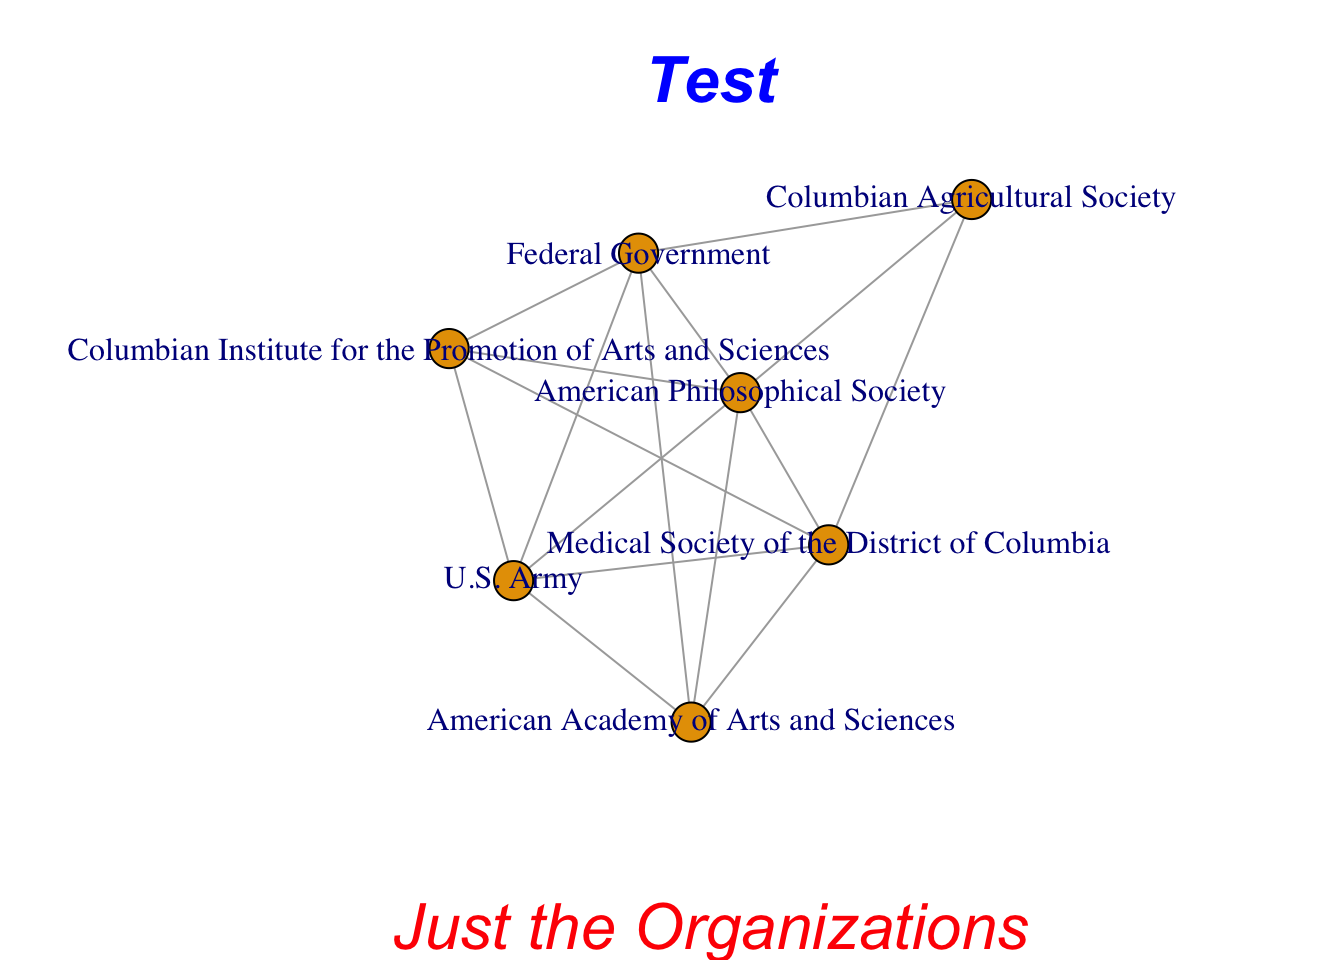 Test
Columbian Agricultural Society
Federal Government
Columbian Institute for the Promotion of Arts and Sciences
American Philosophical Society
Medical Society of the District of Columbia
U.S. Army
American Academy of Arts and Sciences
Just the Organizations